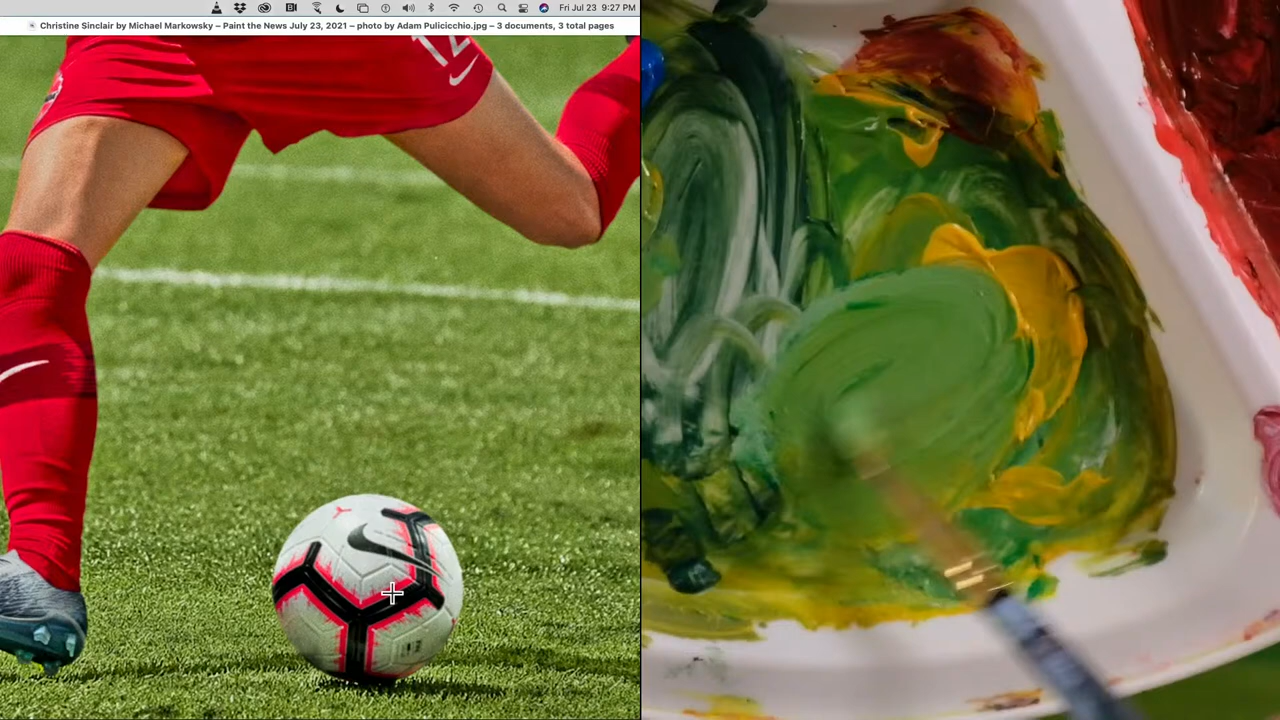 Fri Jul 23 9:27 PM
Christine Sinclair by Michael Markowsky – Paint the News July 23, 2021 – photo by Adam Pulicicchio.jpg – 3 documents, 3 total pages
12